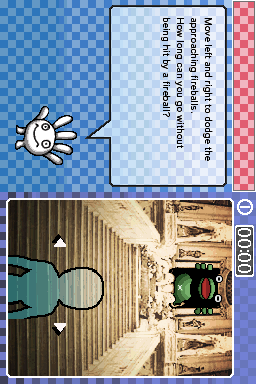 Move left and right to dodge the
approaching fireballs.
How long can you go without
being hit by a fireball?
00:00